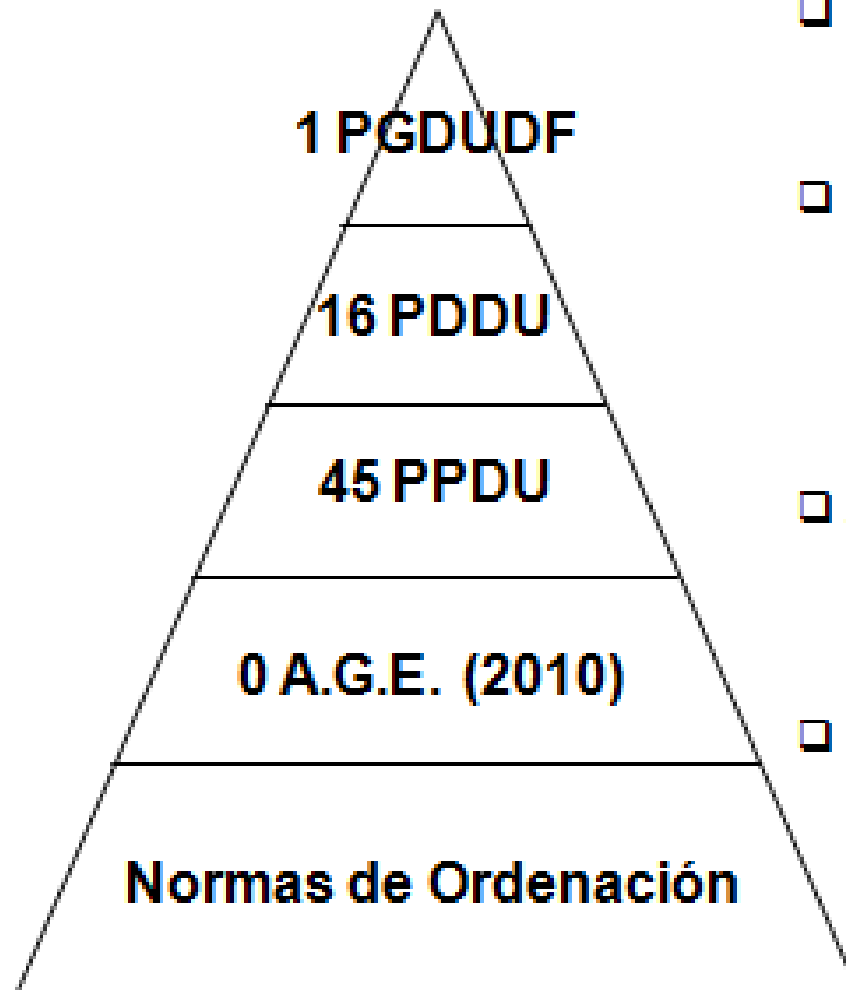 1 PGDUDF
16 PDDU
45 PPDU
0 A.G.E. (2010)
Normas de Ordenación